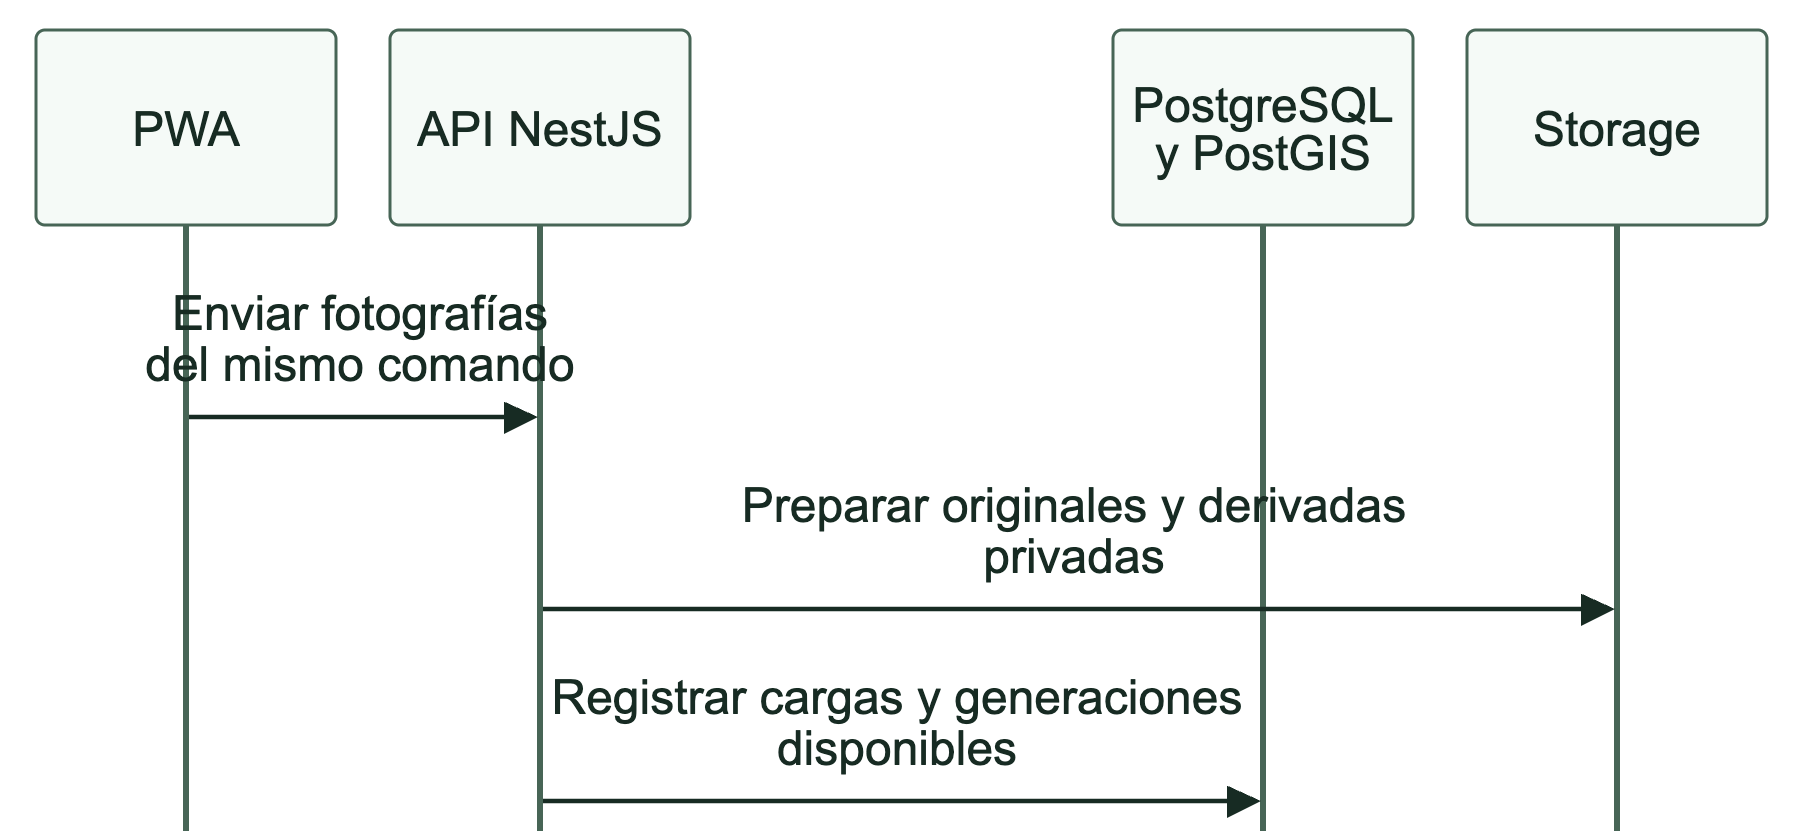 PWA
API NestJS
PostgreSQL
y PostGIS
Storage
Enviar fotografías
del mismo comando
Preparar originales y derivadas
privadas
Registrar cargas y generaciones
disponibles